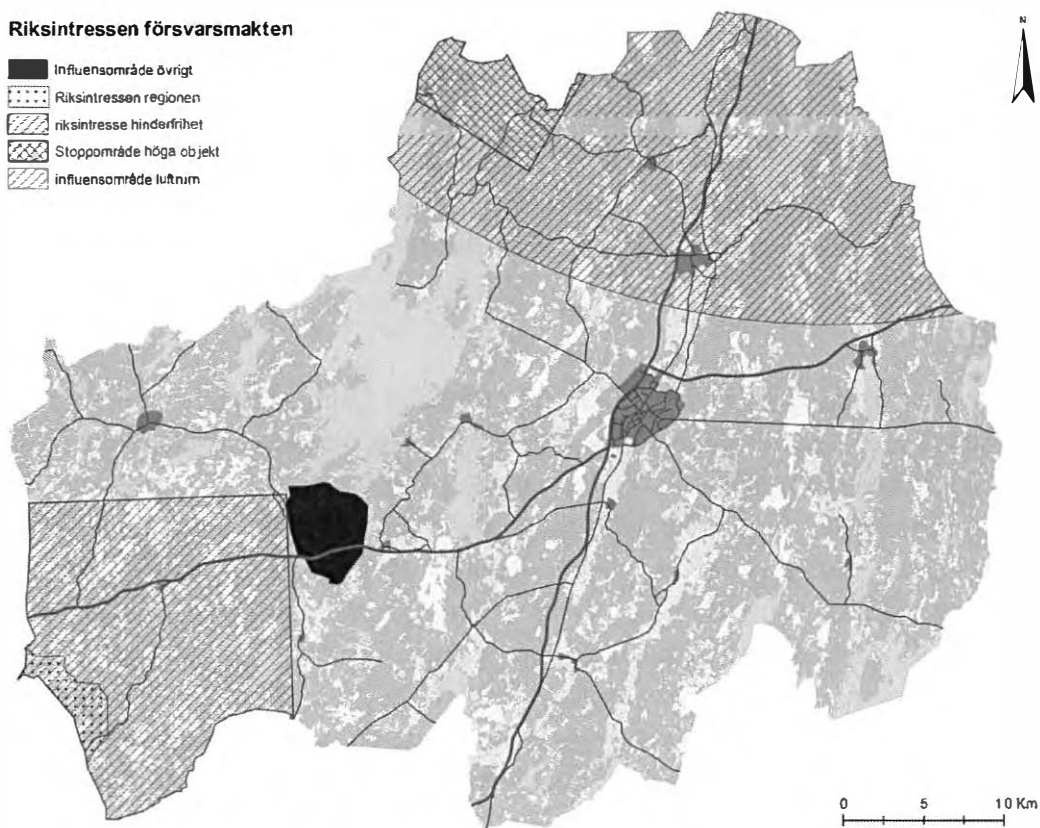 Riksintressen försvarsmakten
Influensområde övrigt
Riksintressen regionen
riksintresse hinderfrihet
Stoppområde höga objekt
influensområde luftrum
N
0 5 10 Km